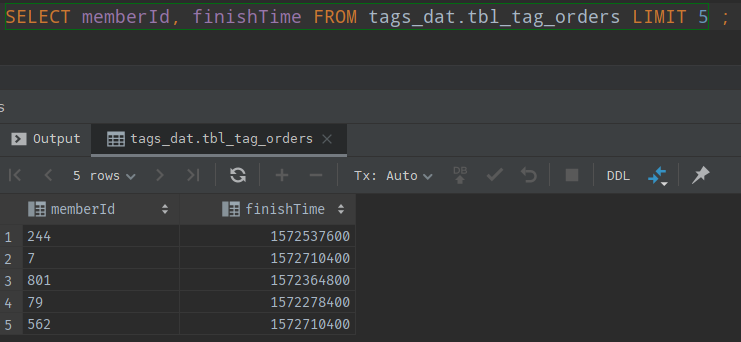 SELECT memberId, finishTime FROM tags_dat.tbl_tag_orders LIMIT 5 ;
s
Output tags_dat.tbl_tag_orders
5 rows Tx: Auto DB DDL
memberId finishTime
1 244 1572537600
2 7 1572710400
3 801 1572364800
4 79 1572278400
5 562 1572710400